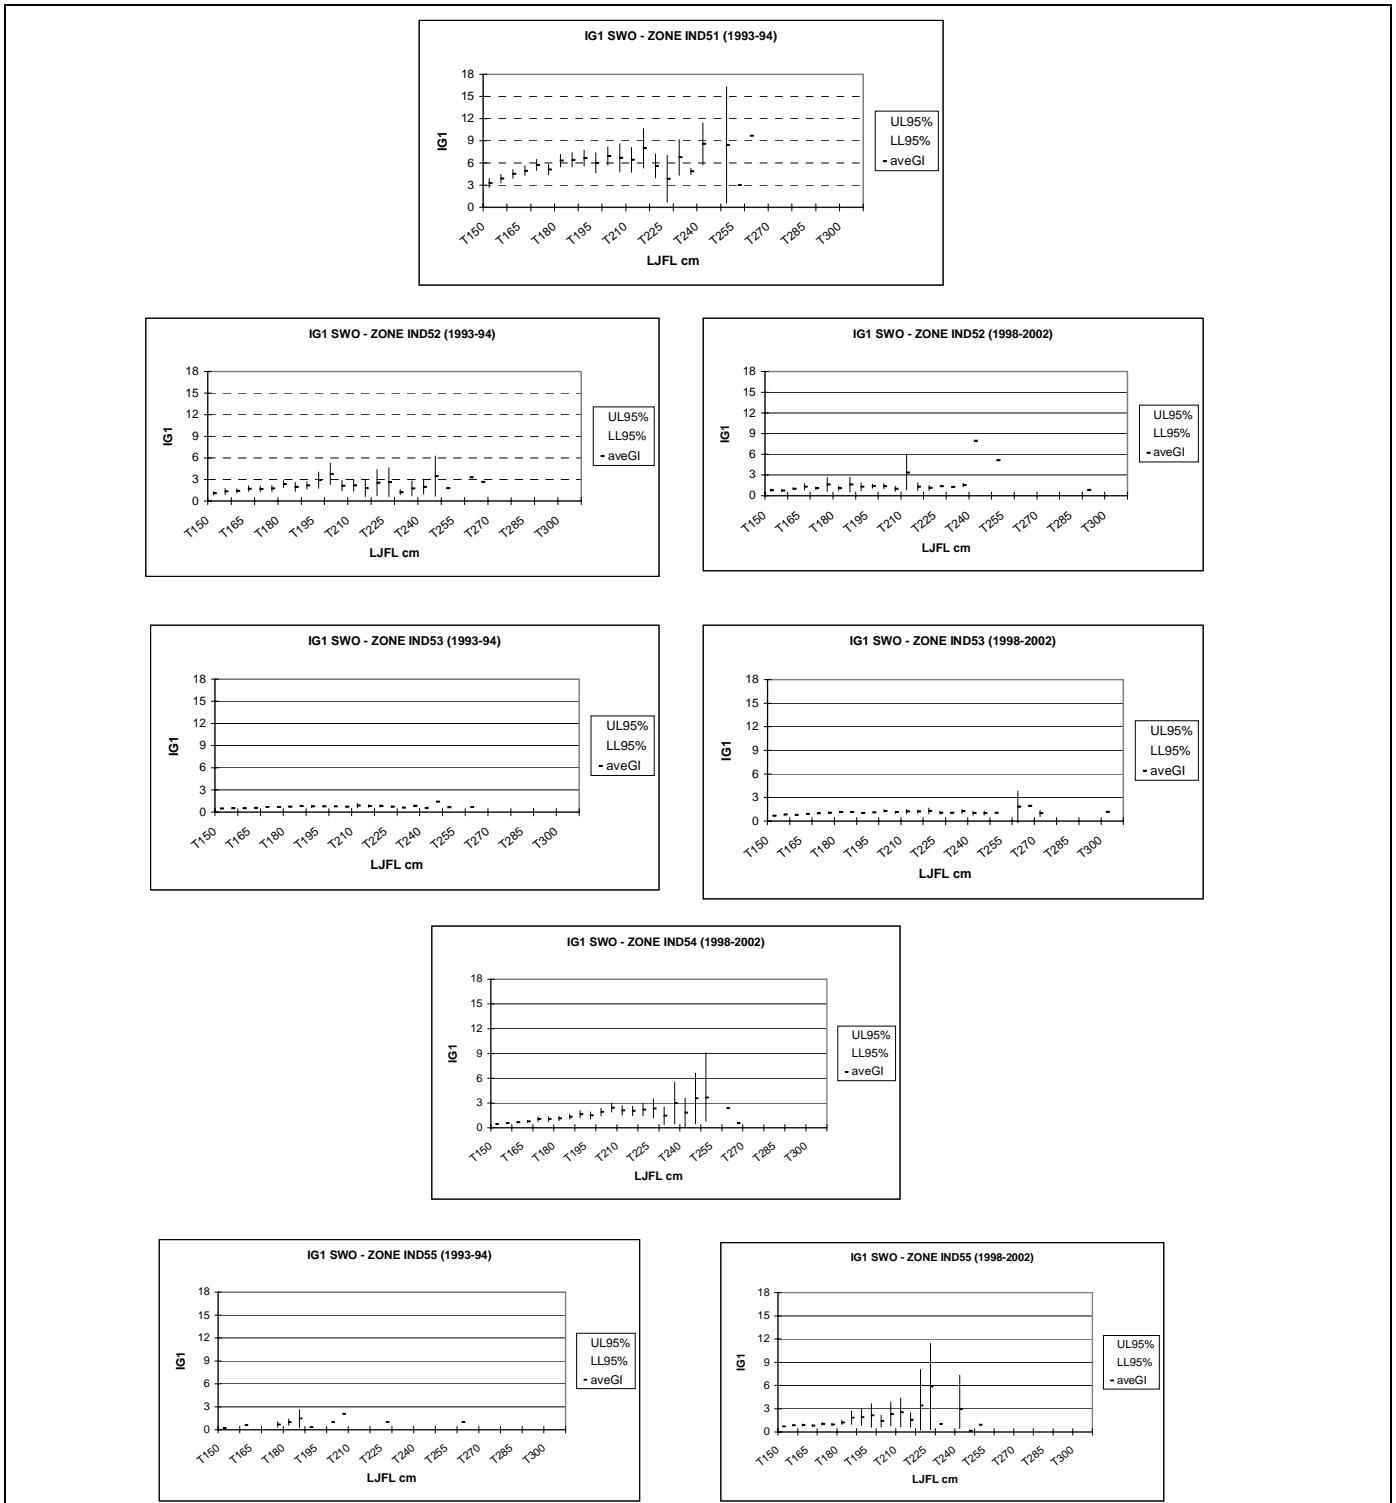 IG1 SWO - ZONE IND51 (1993-94)
18
15
12
9
6
3
0
IG1
T150 T165 T180 T195 T210 T225 T240 T255 T270 T285 T300
LJFL cm
UL95%
LL95%
aveGI
IG1 SWO - ZONE IND52 (1993-94)
18
15
12
9
6
3
0
IG1
T150 T165 T180 T195 T210 T225 T240 T255 T270 T285 T300
LJFL cm
UL95%
LL95%
aveGI
IG1 SWO - ZONE IND52 (1998-2002)
18
15
12
9
6
3
0
IG1
T150 T165 T180 T195 T210 T225 T240 T255 T270 T285 T300
LJFL cm
UL95%
LL95%
aveGI
IG1 SWO - ZONE IND53 (1993-94)
18
15
12
9
6
3
0
IG1
T150 T165 T180 T195 T210 T225 T240 T255 T270 T285 T300
LJFL cm
UL95%
LL95%
aveGI
IG1 SWO - ZONE IND53 (1998-2002)
18
15
12
9
6
3
0
IG1
T150 T165 T180 T195 T210 T225 T240 T255 T270 T285 T300
LJFL cm
UL95%
LL95%
aveGI
IG1 SWO - ZONE IND54 (1998-2002)
18
15
12
9
6
3
0
IG1
T150 T165 T180 T195 T210 T225 T240 T255 T270 T285 T300
LJFL cm
UL95%
LL95%
aveGI
IG1 SWO - ZONE IND55 (1993-94)
18
15
12
9
6
3
0
IG1
T150 T165 T180 T195 T210 T225 T240 T255 T270 T285 T300
LJFL cm
UL95%
LL95%
aveGI
IG1 SWO - ZONE IND55 (1998-2002)
18
15
12
9
6
3
0
IG1
T150 T165 T180 T195 T210 T225 T240 T255 T270 T285 T300
LJFL cm
UL95%
LL95%
aveGI